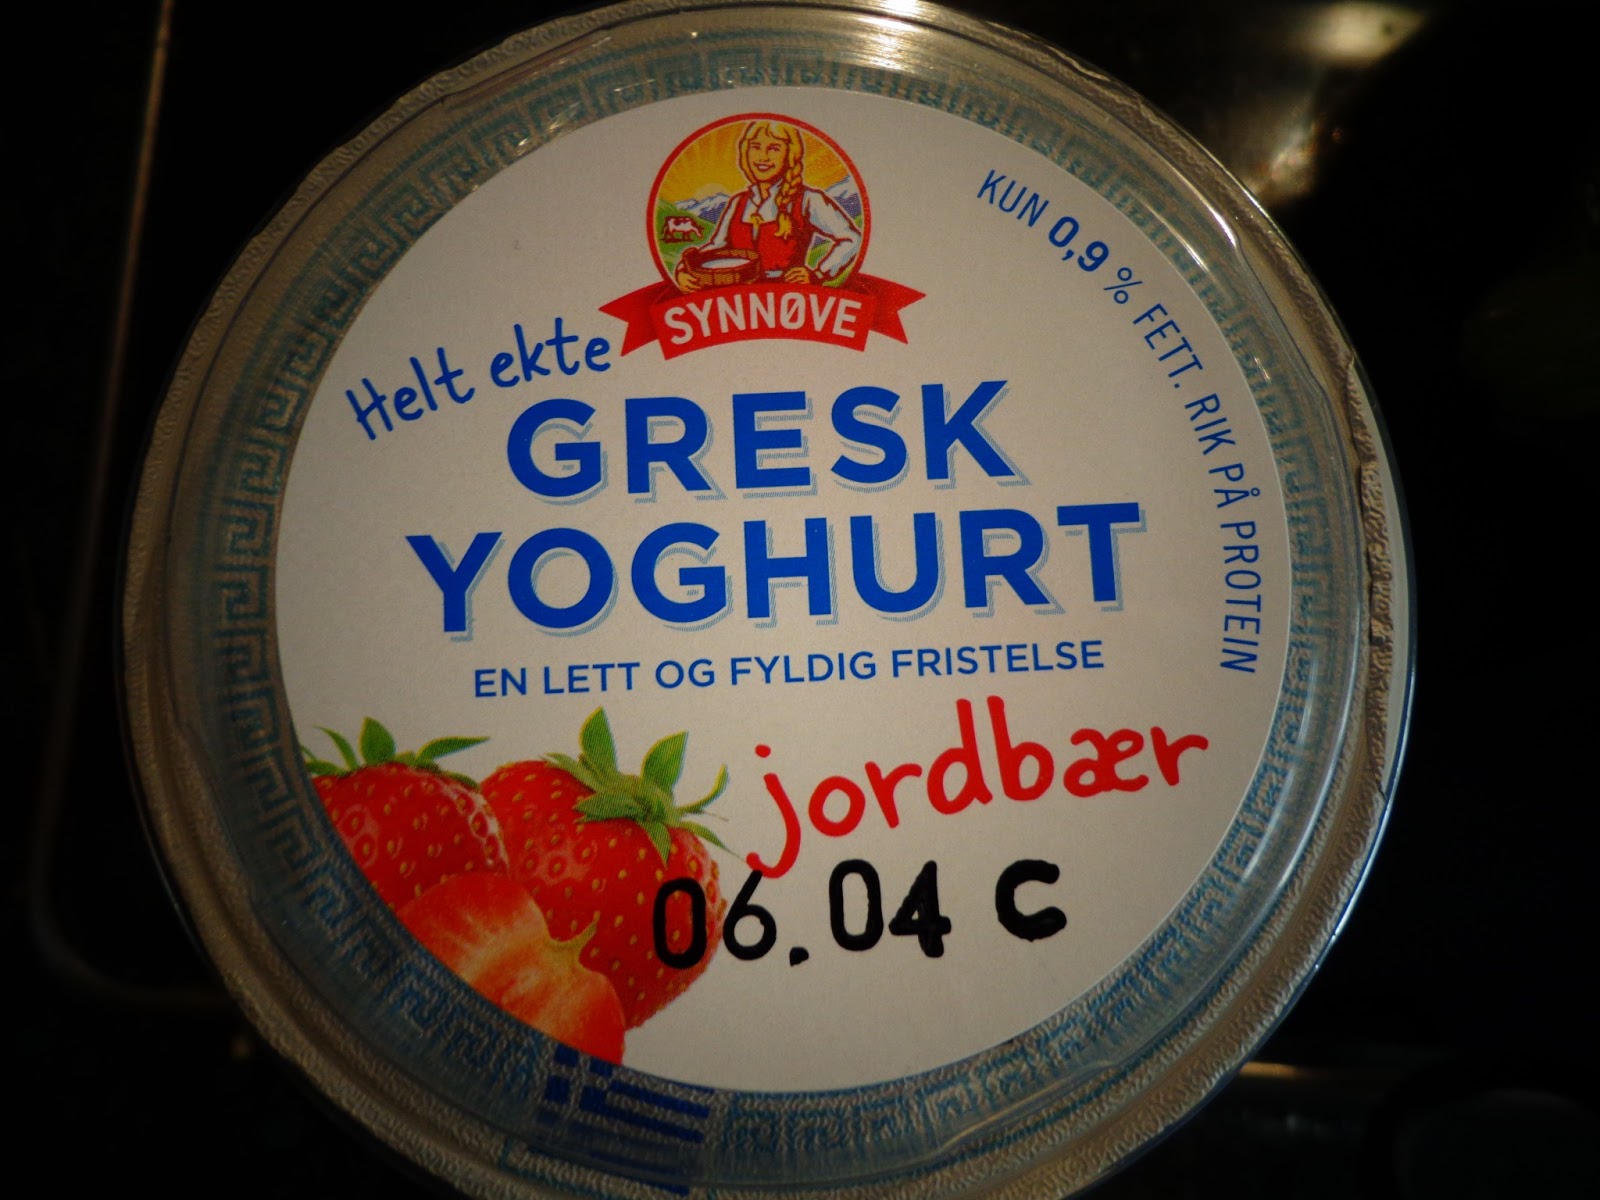 SYNNØVE
KUN 0,9 % FETT. RIK PÅ PROTEIN
Helt ekte
GRESK
YOGHURT
EN LETT OG FYLDIG FRISTELSE
jordbær
06.04 C